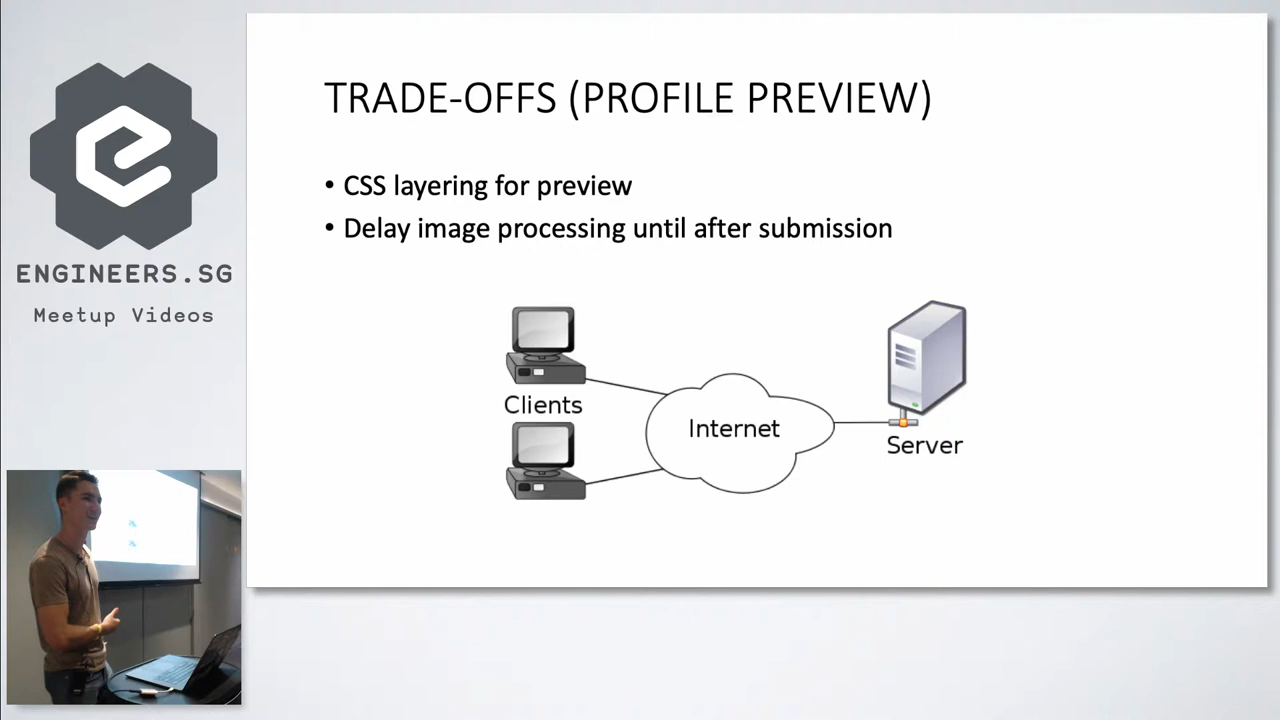 TRADE-OFFS (PROFILE PREVIEW)
• CSS layering for preview
• Delay image processing until after submission
Clients
Internet
Server
ENGINEERS.SG
Meetup Videos